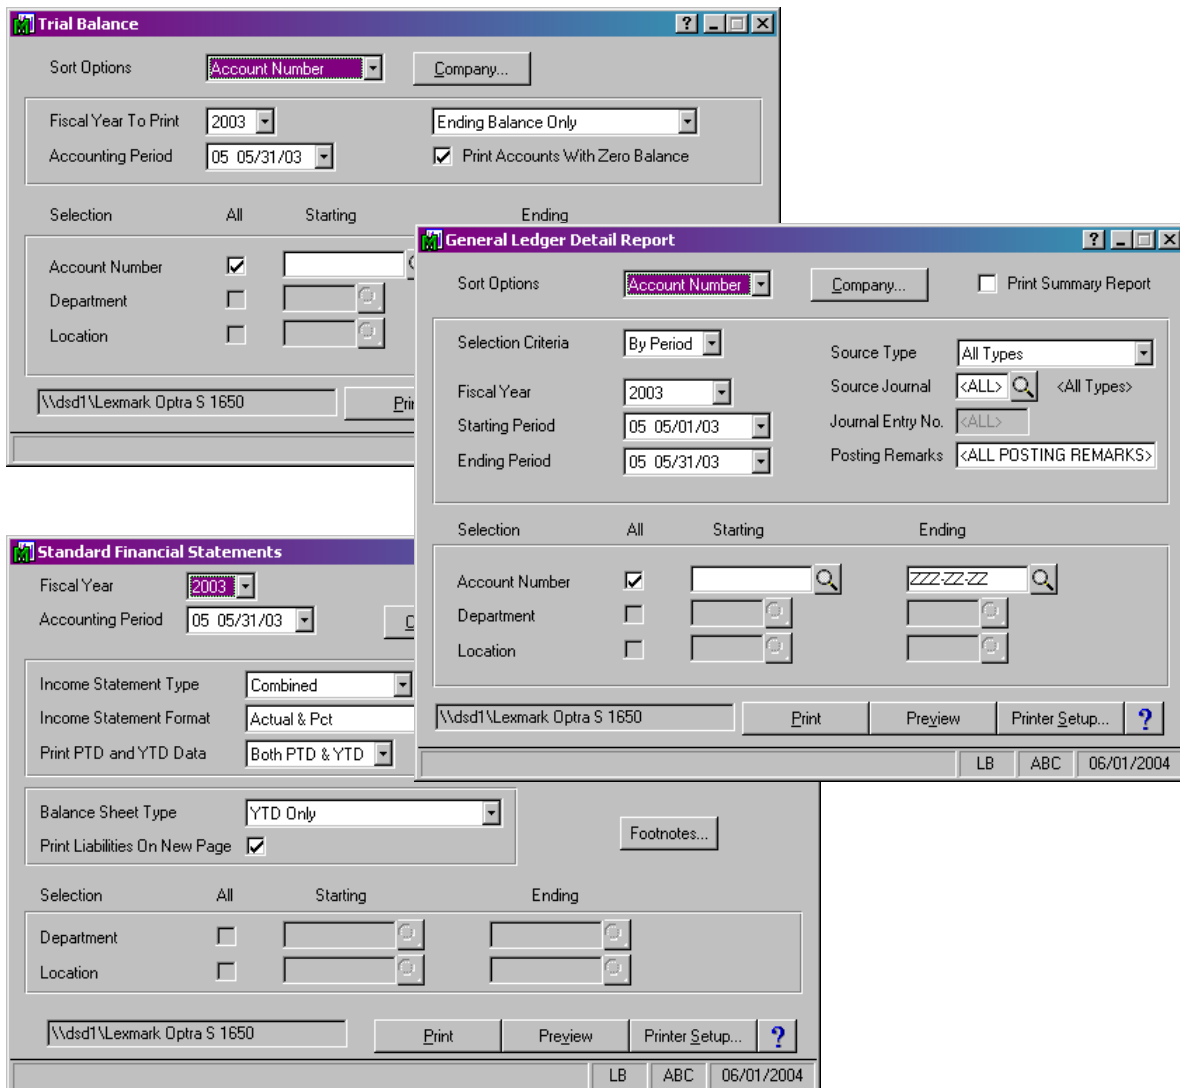 Trial Balance
Sort Options Account Number Company...
Fiscal Year To Print 2003 Ending Balance Only
Accounting Period 05 05/31/03 Print Accounts With Zero Balance
Selection All Starting Ending
Account Number
Department
Location
\\dsd1\Lexmark Optra S 1650 Pri
General Ledger Detail Report
Sort Options Account Number Company... Print Summary Report
Selection Criteria By Period Source Type All Types
Fiscal Year 2003 Source Journal <ALL> <All Types>
Starting Period 05 05/01/03 Journal Entry No. <ALL>
Ending Period 05 05/31/03 Posting Remarks <ALL POSTING REMARKS>
Selection All Starting Ending
Account Number ZZZ-ZZ-ZZ
Department
Location
\\dsd1\Lexmark Optra S 1650 Print Preview Printer Setup... ?
LB ABC 06/01/2004
Standard Financial Statements
Fiscal Year 2003
Accounting Period 05 05/31/03 C
Income Statement Type Combined
Income Statement Format Actual & Pct
Print PTD and YTD Data Both PTD & YTD
Balance Sheet Type YTD Only
Print Liabilities On New Page Footnotes...
Selection All Starting Ending
Department
Location
\\dsd1\Lexmark Optra S 1650 Print Preview Printer Setup... ?
LB ABC 06/01/2004